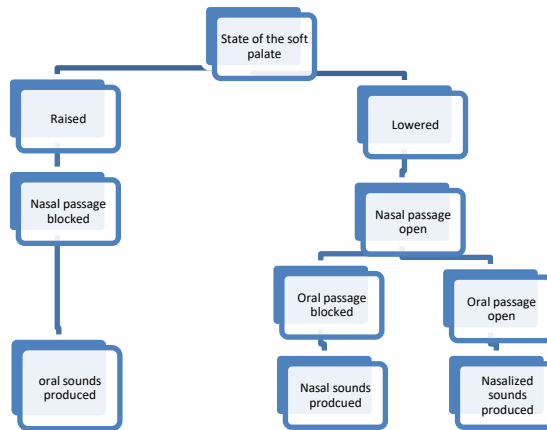 State of the soft
palate
Raised
Lowered
Nasal passage
blocked
Nasal passage
open
Oral passage
blocked
Oral passage
open
oral sounds
produced
Nasal sounds
prodcued
Nasalized
sounds
produced